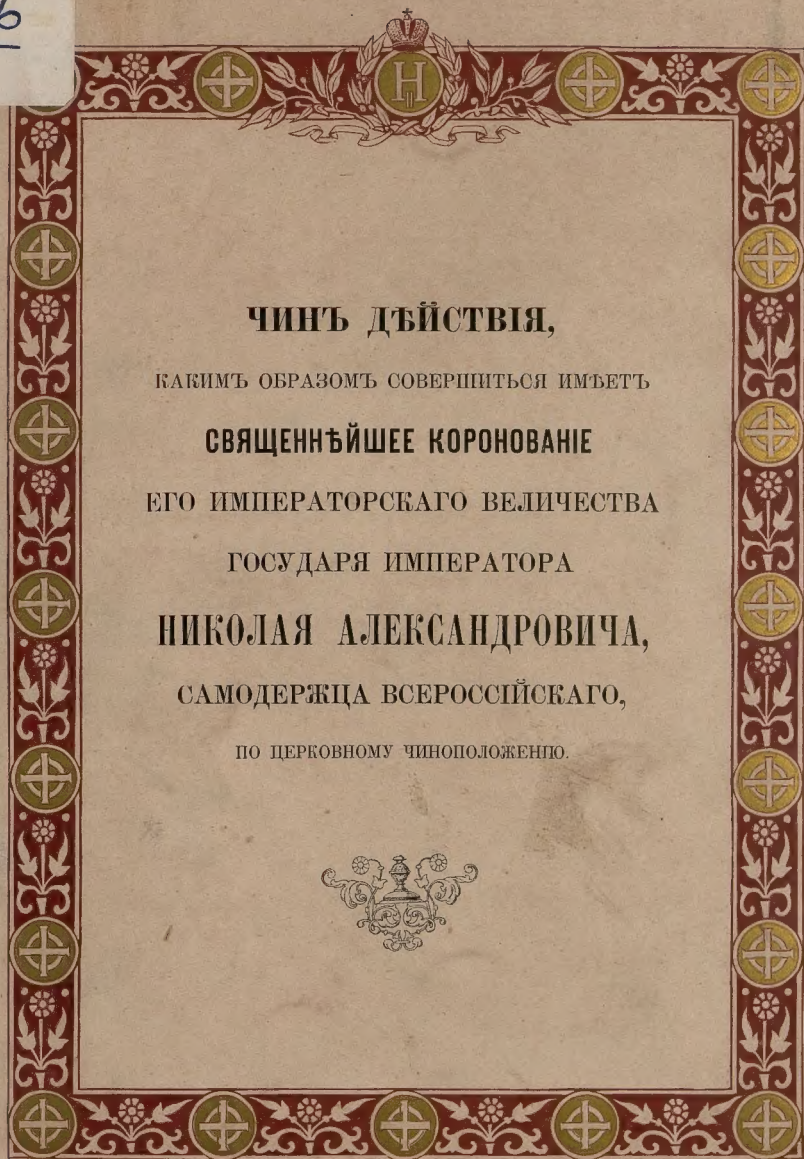 Н
II
ЧИНЪ ДѢЙСТВІЯ,
КАКИМЪ ОБРАЗОМЪ СОВЕРШИТЬСЯ ИМѢЕТЪ
СВЯЩЕННѢЙШЕЕ КОРОНОВАНІЕ
ЕГО ИМПЕРАТОРСКАГО ВЕЛИЧЕСТВА
ГОСУДАРЯ ИМПЕРАТОРА
НИКОЛАЯ АЛЕКСАНДРОВИЧА,
САМОДЕРЖЦА ВСЕРОССІЙСКАГО,
ПО ЦЕРКОВНОМУ ЧИНОПОЛОЖЕНІЮ.